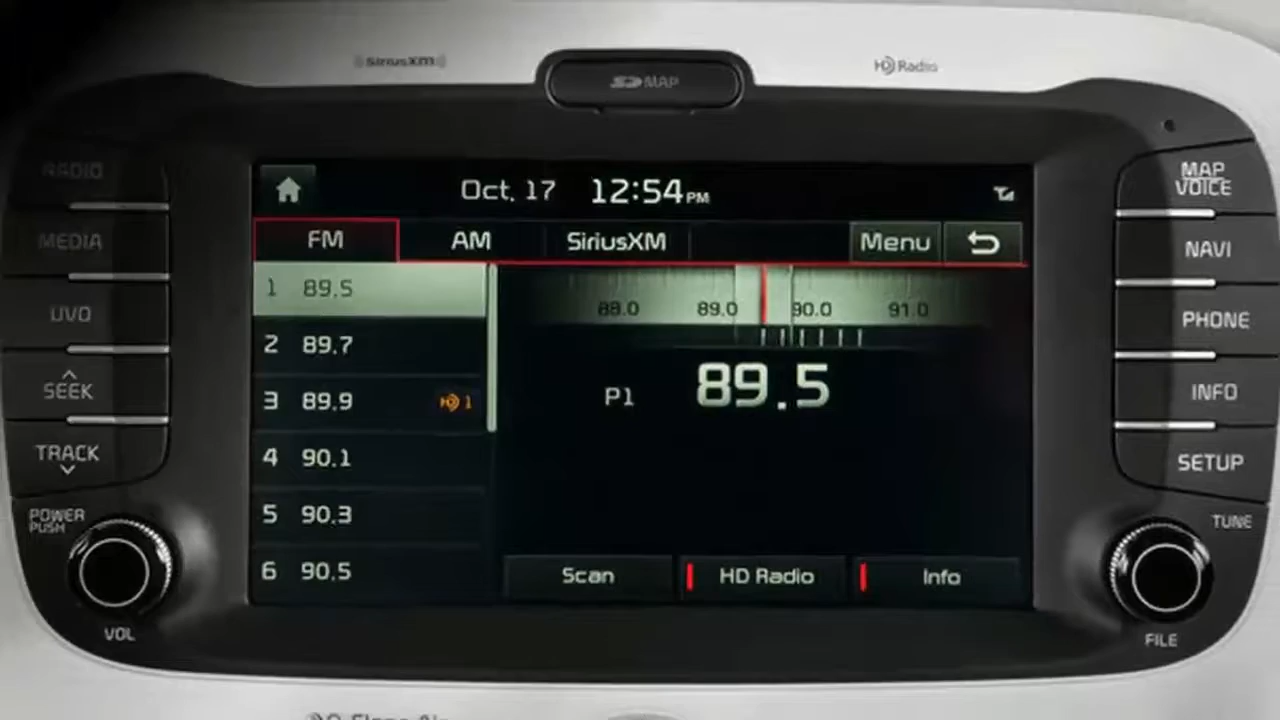 SiriusXM
HD Radio
SD MAP
RADIO
MEDIA
UVO
SEEK
TRACK
POWER
PUSH
VOL
Oct. 17 12:54 PM
FM AM SiriusXM Menu
1 89.5
2 89.7
3 89.9 HD 1
4 90.1
5 90.3
6 90.5
88.0 89.0 90.0 91.0
P1 89.5
Scan HD Radio Info
MAP
VOICE
NAVI
PHONE
INFO
SETUP
TUNE
FILE